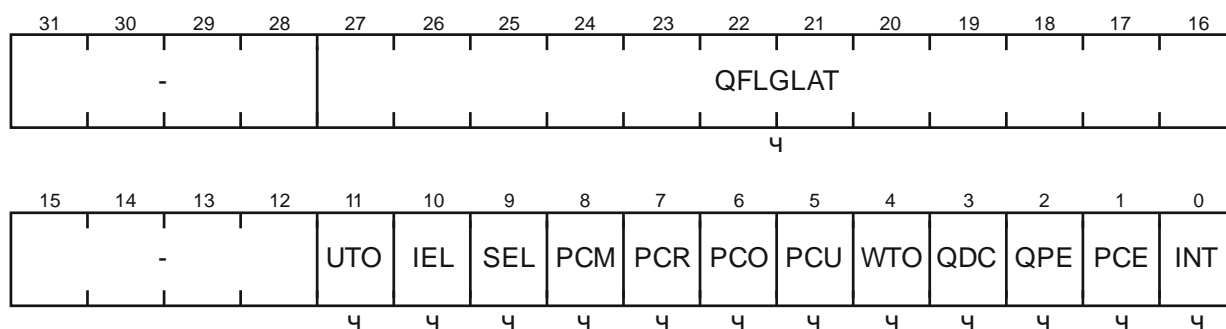 31 30 29 28 27 26 25 24 23 22 21 20 19 18 17 16
- QFLGLAT
ч
15 14 13 12 11 10 9 8 7 6 5 4 3 2 1 0
- UTO IEL SEL PCM PCR PCO PCU WTO QDC QPE PCE INT
ч ч ч ч ч ч ч ч ч ч ч ч